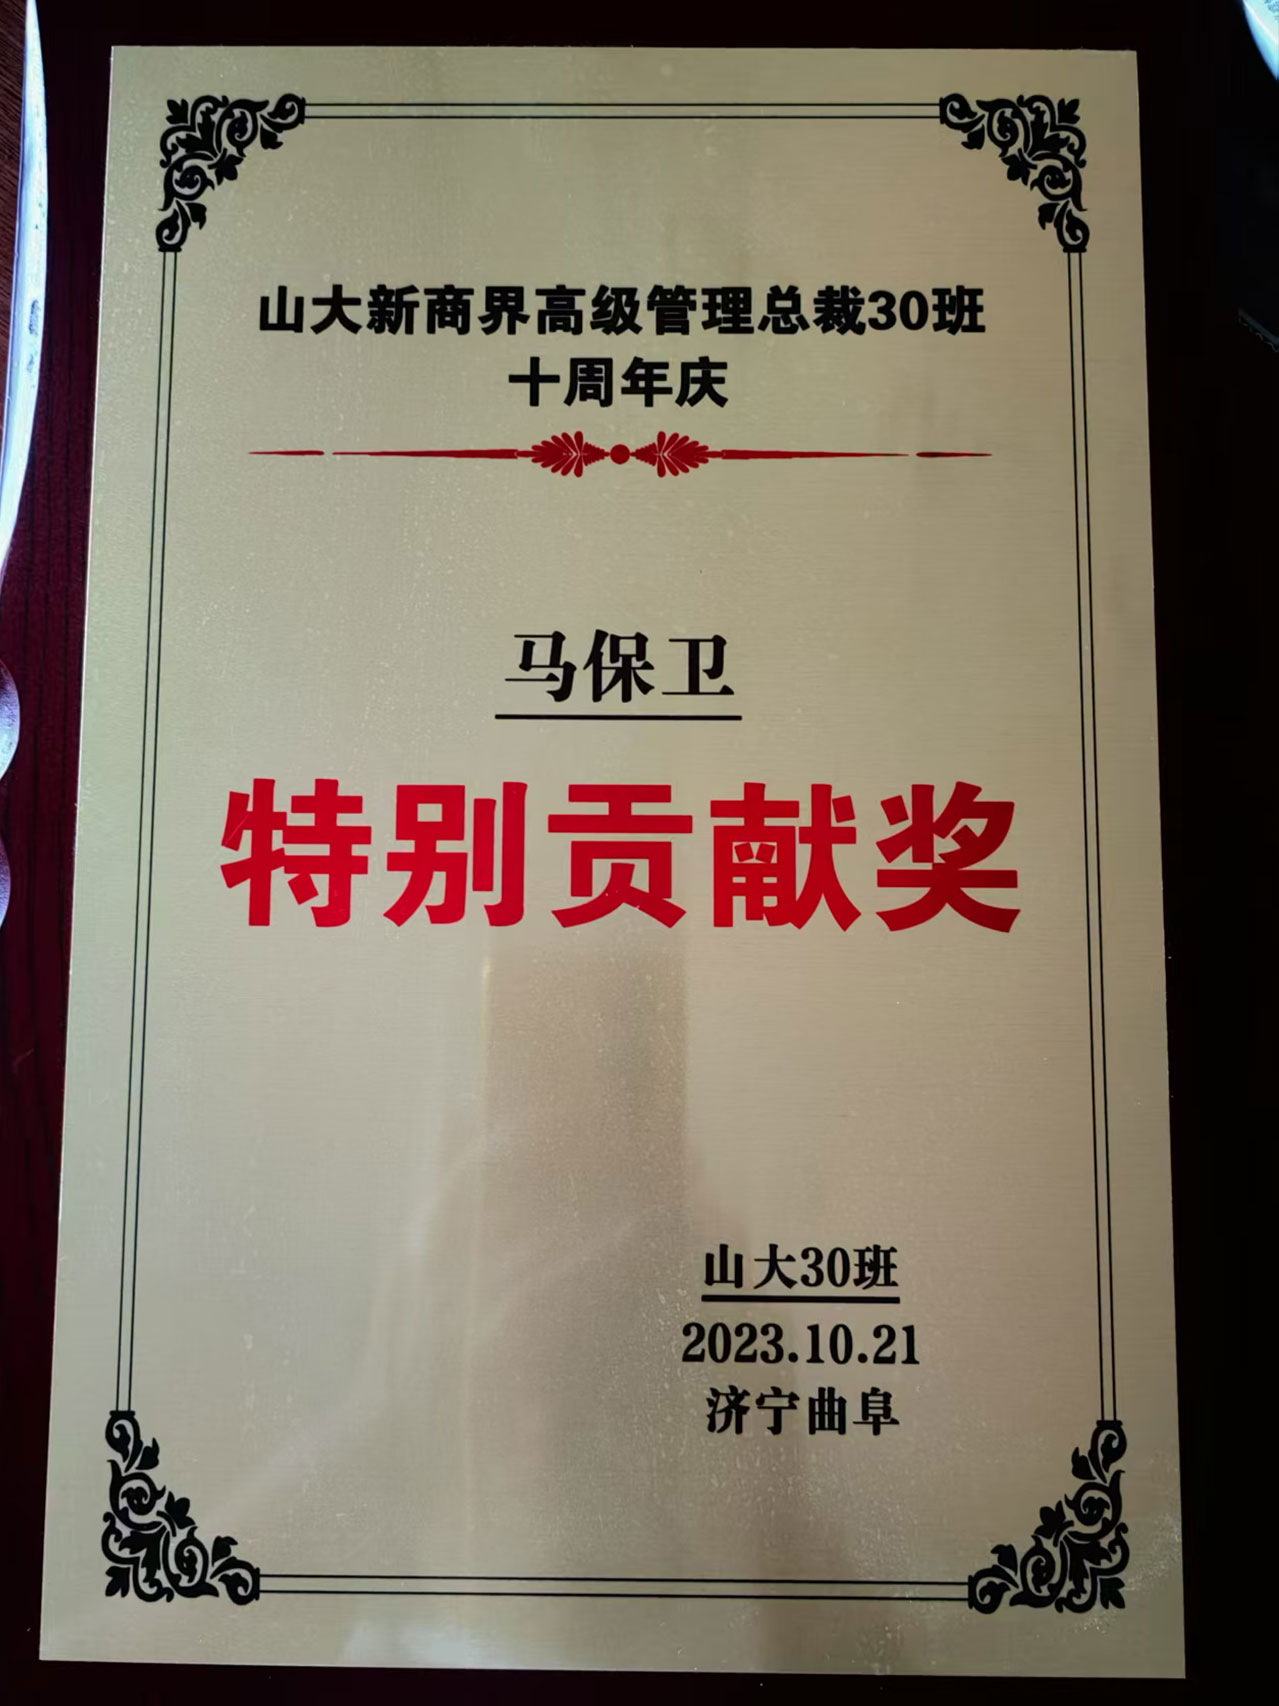 山大新商界高级管理总裁30班
十周年庆
马保卫
特别贡献奖
山大30班
2023.10.21
济宁曲阜